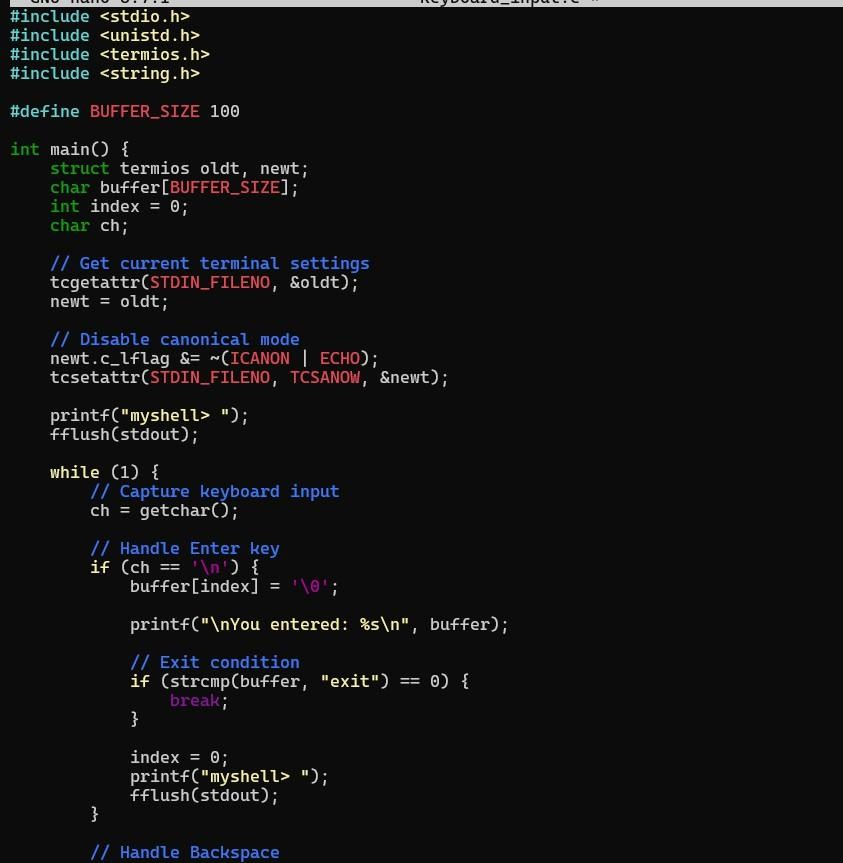 #include <stdio.h>
#include <unistd.h>
#include <termios.h>
#include <string.h>

#define BUFFER_SIZE 100

int main() {
    struct termios oldt, newt;
    char buffer[BUFFER_SIZE];
    int index = 0;
    char ch;

    // Get current terminal settings
    tcgetattr(STDIN_FILENO, &oldt);
    newt = oldt;

    // Disable canonical mode
    newt.c_lflag &= ~(ICANON | ECHO);
    tcsetattr(STDIN_FILENO, TCSANOW, &newt);

    printf("myshell> ");
    fflush(stdout);

    while (1) {
        // Capture keyboard input
        ch = getchar();

        // Handle Enter key
        if (ch == '\n') {
            buffer[index] = '\0';

            printf("\nYou entered: %s\n", buffer);

            // Exit condition
            if (strcmp(buffer, "exit") == 0) {
                break;
            }

            index = 0;
            printf("myshell> ");
            fflush(stdout);
        }

        // Handle Backspace